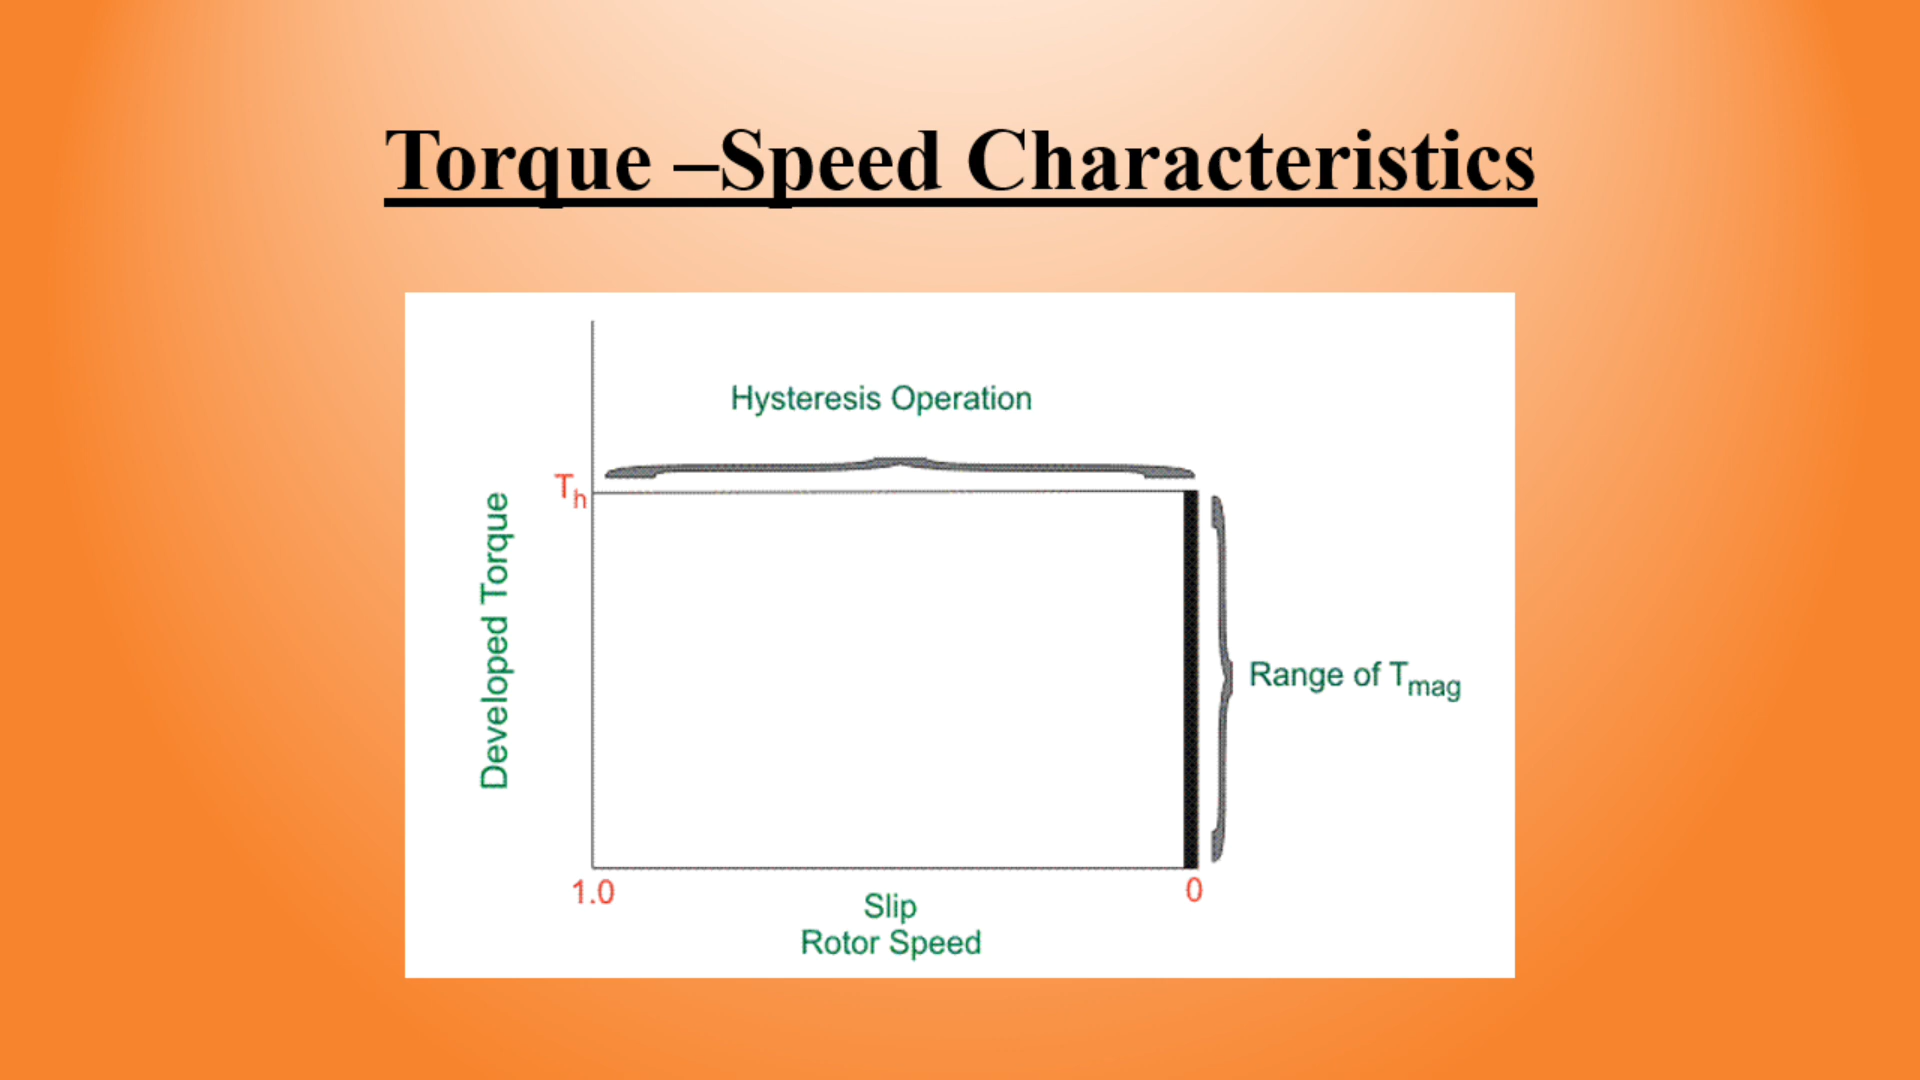 Torque –Speed Characteristics
Hysteresis Operation
Th
Developed Torque
Range of Tmag
1.0
0
Slip
Rotor Speed